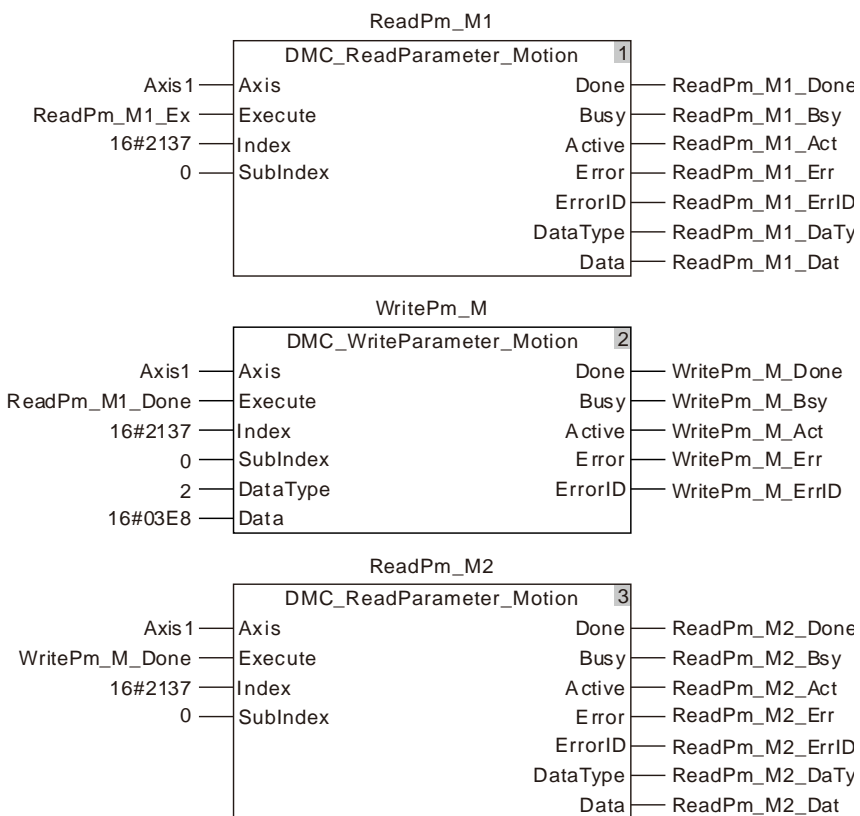 ReadPm_M1
DMC_ReadParameter_Motion 1
Axis1 Axis Done ReadPm_M1_Done
ReadPm_M1_Ex Execute Busy ReadPm_M1_Bsy
16#2137 Index Active ReadPm_M1_Act
0 SubIndex Error ReadPm_M1_Err
ErrorID ReadPm_M1_ErrID
DataType ReadPm_M1_DaTy
Data ReadPm_M1_Dat
WritePm_M
DMC_WriteParameter_Motion 2
Axis1 Axis Done WritePm_M_Done
ReadPm_M1_Done Execute Busy WritePm_M_Bsy
16#2137 Index Active WritePm_M_Act
0 SubIndex Error WritePm_M_Err
2 DataType ErrorID WritePm_M_ErrID
16#03E8 Data
ReadPm_M2
DMC_ReadParameter_Motion 3
Axis1 Axis Done ReadPm_M2_Done
WritePm_M_Done Execute Busy ReadPm_M2_Bsy
16#2137 Index Active ReadPm_M2_Act
0 SubIndex Error ReadPm_M2_Err
ErrorID ReadPm_M2_ErrID
DataType ReadPm_M2_DaTy
Data ReadPm_M2_Dat